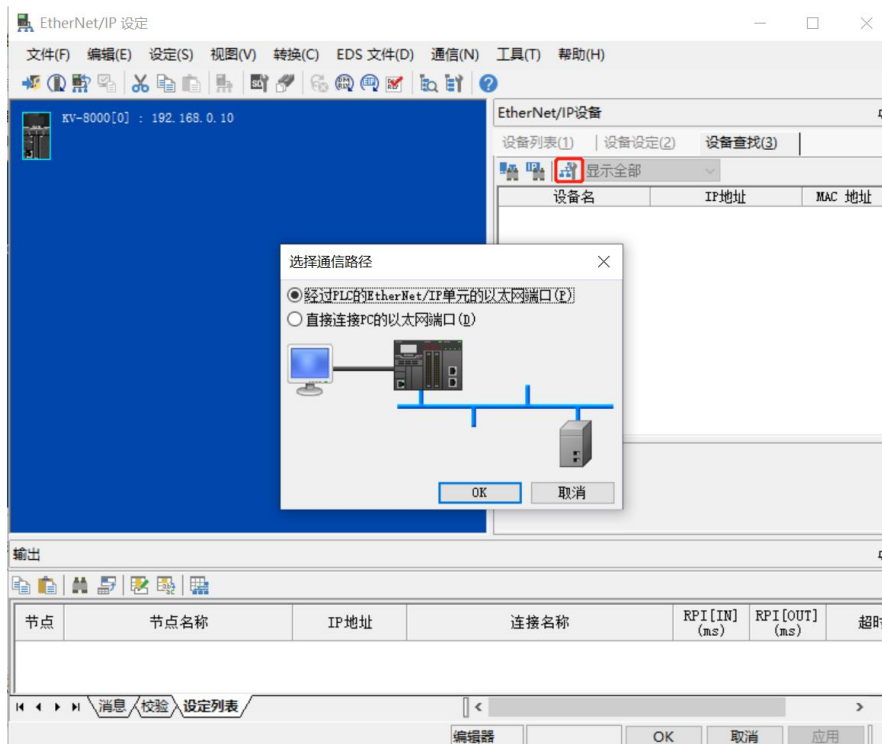 EtherNet/IP 设定
文件(F) 编辑(E) 设定(S) 视图(V) 转换(C) EDS 文件(D) 通信(N) 工具(T) 帮助(H)
KV-8000[0] : 192.168.0.10
EtherNet/IP设备
设备列表(1) 设备设定(2) 设备查找(3)
显示全部
设备名 IP地址 MAC 地址
选择通信路径
经过PLC的EtherNet/IP单元的以太网端口(P)
直接连接PC的以太网端口(D)
OK 取消
输出
节点 节点名称 IP地址 连接名称 RPI[IN] (ms) RPI[OUT] (ms) 超时
消息 校验 设定列表
编辑器 OK 取消 应用